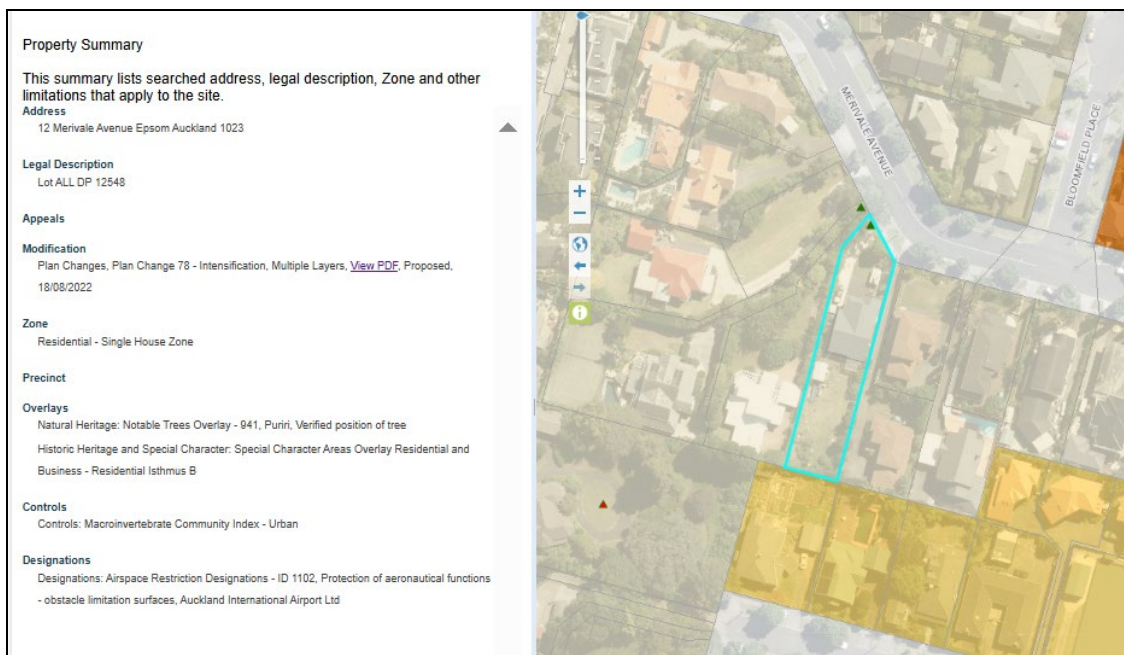 Property Summary
This summary lists searched address, legal description, Zone and other
limitations that apply to the site.
Address
12 Merivale Avenue Epsom Auckland 1023
Legal Description
Lot ALL DP 12548
Appeals
Modification
Plan Changes, Plan Change 78 - Intensification, Multiple Layers, View PDF, Proposed,
18/08/2022
Zone
Residential - Single House Zone
Precinct
Overlays
Natural Heritage: Notable Trees Overlay - 941, Puriri, Verified position of tree
Historic Heritage and Special Character: Special Character Areas Overlay Residential and
Business - Residential Isthmus B
Controls
Controls: Macroinvertebrate Community Index - Urban
Designations
Designations: Airspace Restriction Designations - ID 1102, Protection of aeronautical functions
- obstacle limitation surfaces, Auckland International Airport Ltd
MERIVALE AVENUE
BLOOMFIELD PLACE